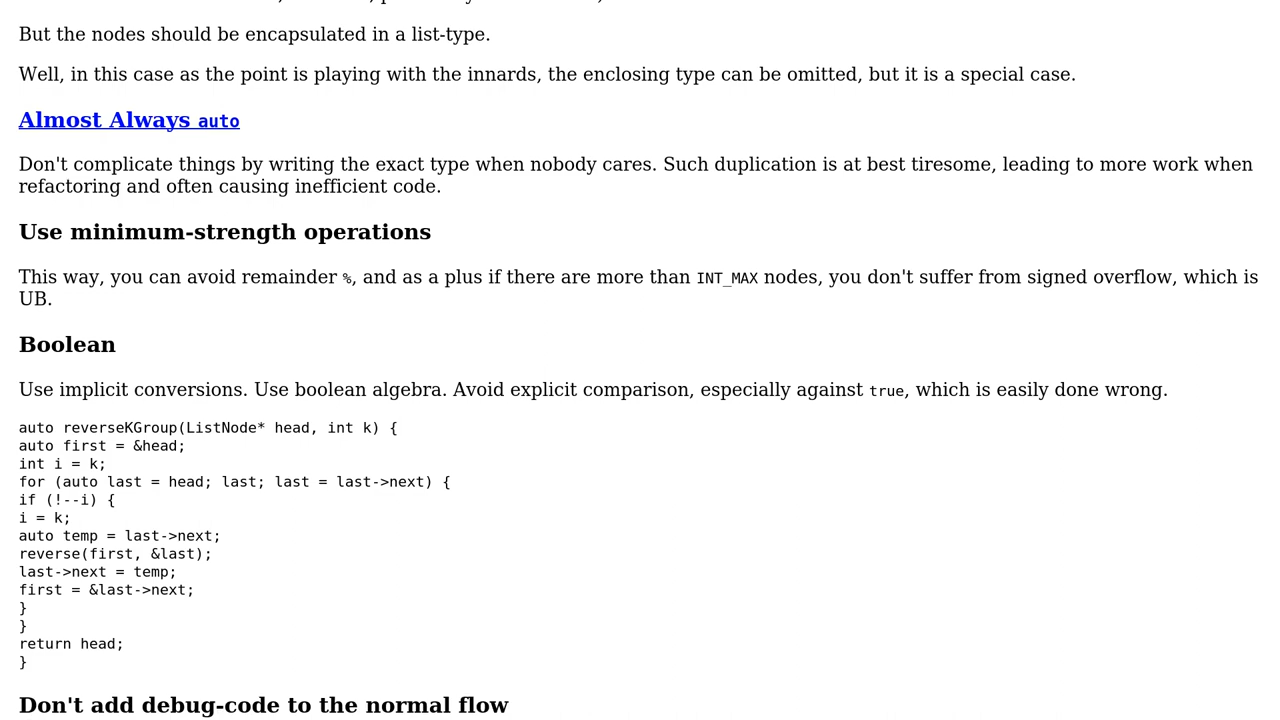 But the nodes should be encapsulated in a list-type.
Well, in this case as the point is playing with the innards, the enclosing type can be omitted, but it is a special case.
Almost Always auto
Don't complicate things by writing the exact type when nobody cares. Such duplication is at best tiresome, leading to more work when
refactoring and often causing inefficient code.
Use minimum-strength operations
This way, you can avoid remainder %, and as a plus if there are more than INT_MAX nodes, you don't suffer from signed overflow, which is
UB.
Boolean
Use implicit conversions. Use boolean algebra. Avoid explicit comparison, especially against true, which is easily done wrong.
auto reverseKGroup(ListNode* head, int k) {
auto first = &head;
int i = k;
for (auto last = head; last; last = last->next) {
if (!--i) {
i = k;
auto temp = last->next;
reverse(first, &last);
last->next = temp;
first = &last->next;
}
}
return head;
}
Don't add debug-code to the normal flow